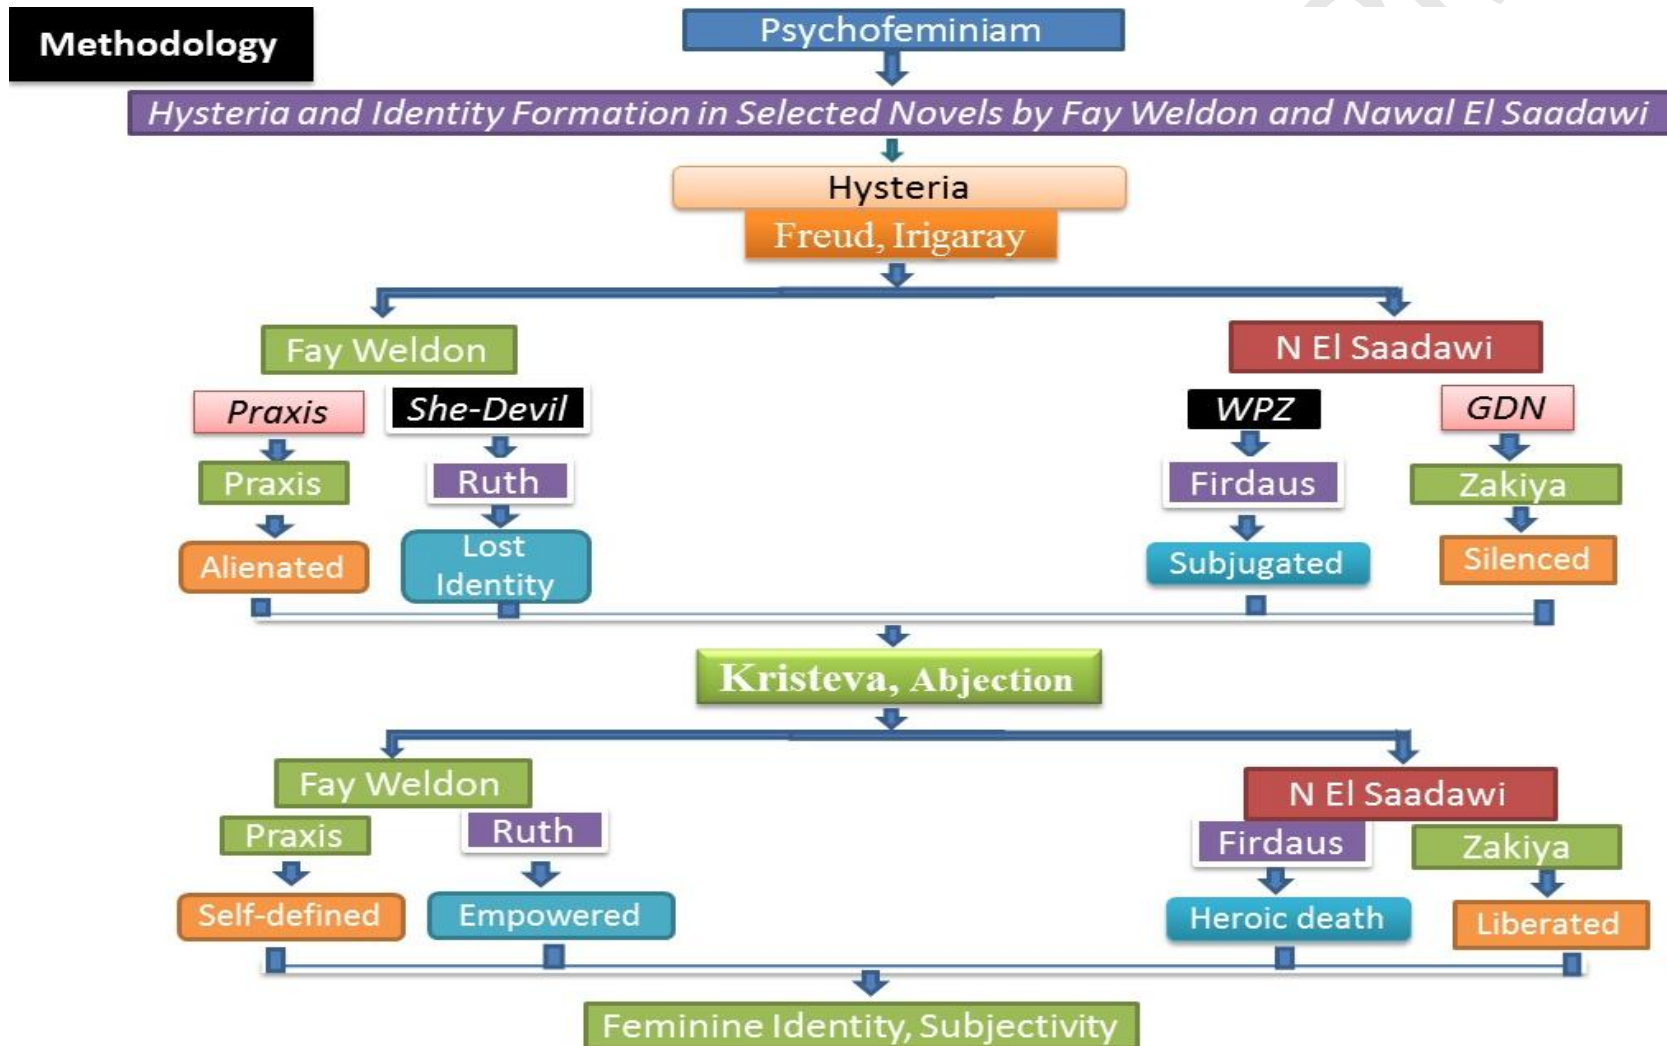 Methodology
Psychofeminiam
Hysteria and Identity Formation in Selected Novels by Fay Weldon and Nawal El Saadawi
Hysteria
Freud, Irigaray
Fay Weldon
N El Saadawi
Praxis
She-Devil
WPZ
GDN
Praxis
Ruth
Firdaus
Zakiya
Alienated
Lost
Identity
Subjugated
Silenced
Kristeva, Abjection
Fay Weldon
N El Saadawi
Praxis
Ruth
Firdaus
Zakiya
Self-defined
Empowered
Heroic death
Liberated
Feminine Identity, Subjectivity